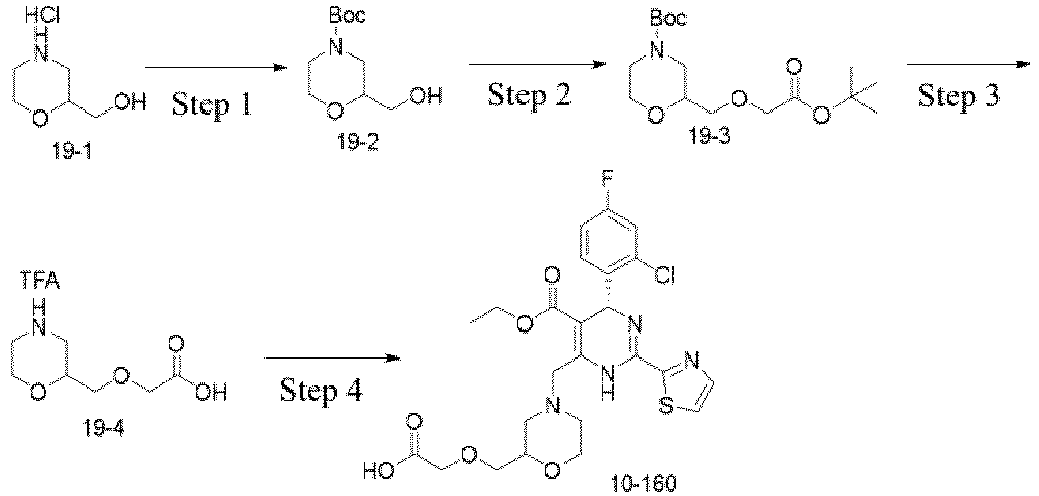 HCl
H
N
O
OH
19-1
Step 1
Boc
N
O
OH
19-2
Step 2
Boc
N
O
O
O
O
19-3
Step 3
TFA
H
N
O
O
O
OH
19-4
Step 4
F
Cl
O
O
N
N
H
N
S
N
O
O
O
HO
10-160